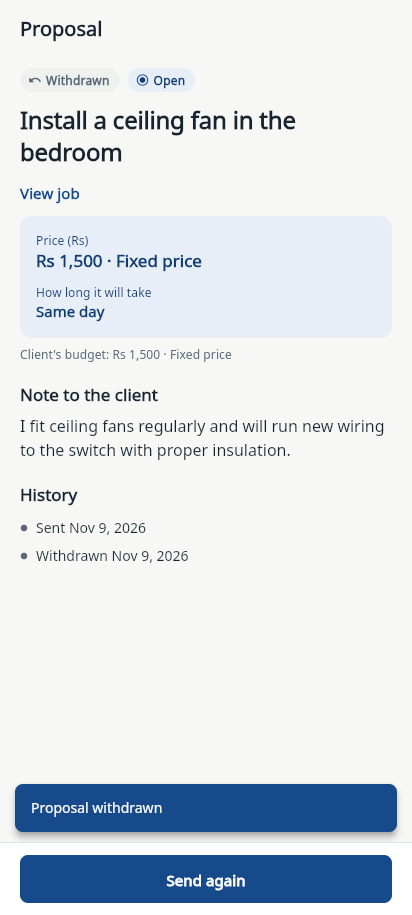 Proposal
Withdrawn
Open
Install a ceiling fan in the
bedroom
View job
Price (Rs)
Rs 1,500 · Fixed price
How long it will take
Same day
Client's budget: Rs 1,500 · Fixed price
Note to the client
I fit ceiling fans regularly and will run new wiring
to the switch with proper insulation.
History
Sent Nov 9, 2026
Withdrawn Nov 9, 2026
Proposal withdrawn
Send again